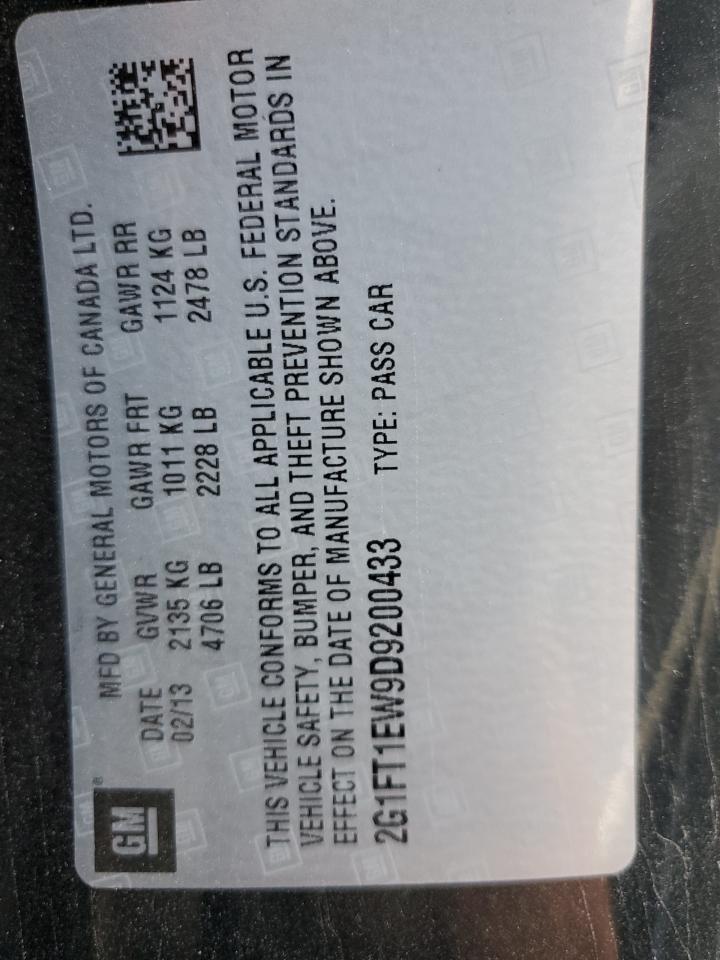 GM®
MFD BY GENERAL MOTORS OF CANADA LTD.
DATE GVWR GAWR FRT GAWR RR
02/13 2135 KG 1011 KG 1124 KG
4706 LB 2228 LB 2478 LB
THIS VEHICLE CONFORMS TO ALL APPLICABLE U.S. FEDERAL MOTOR
VEHICLE SAFETY, BUMPER, AND THEFT PREVENTION STANDARDS IN
EFFECT ON THE DATE OF MANUFACTURE SHOWN ABOVE.
2G1FT1EW9D9200433 TYPE: PASS CAR